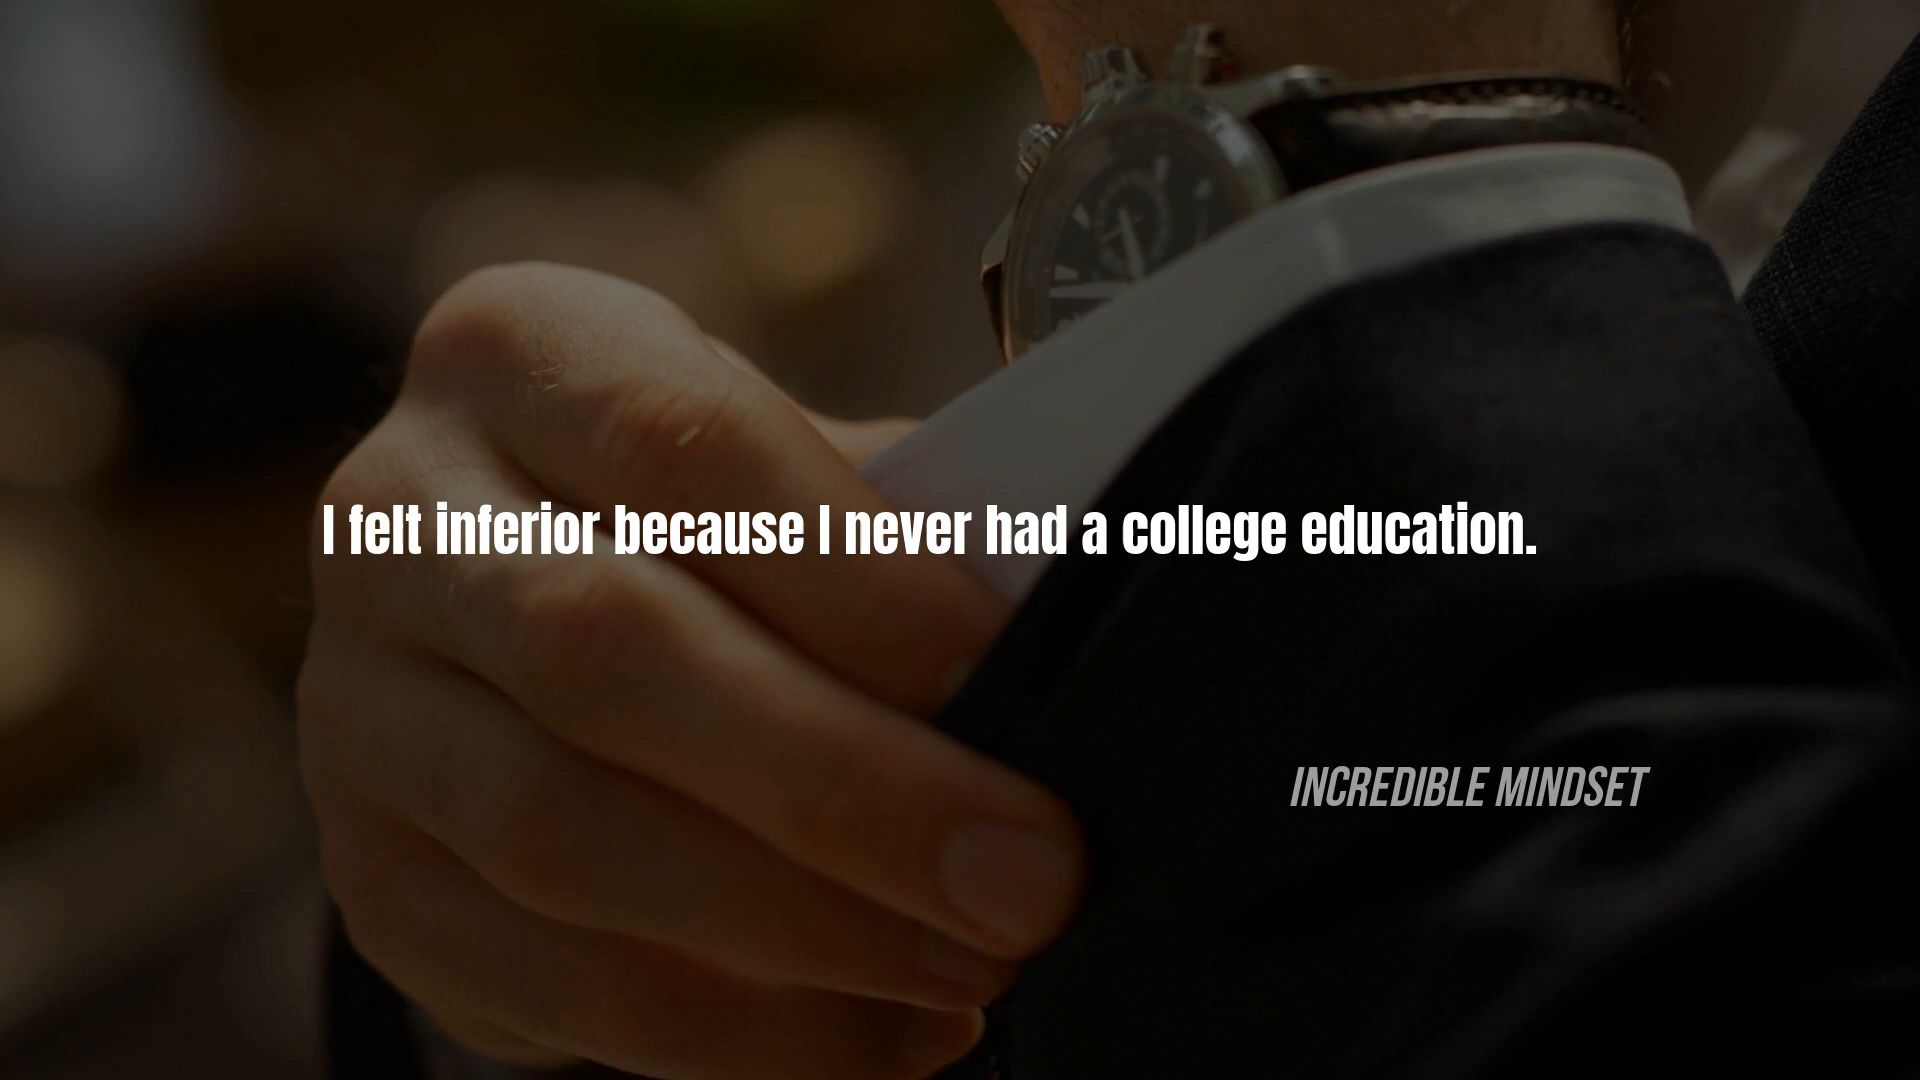 I felt inferior because I never had a college education.
INCREDIBLE MINDSET